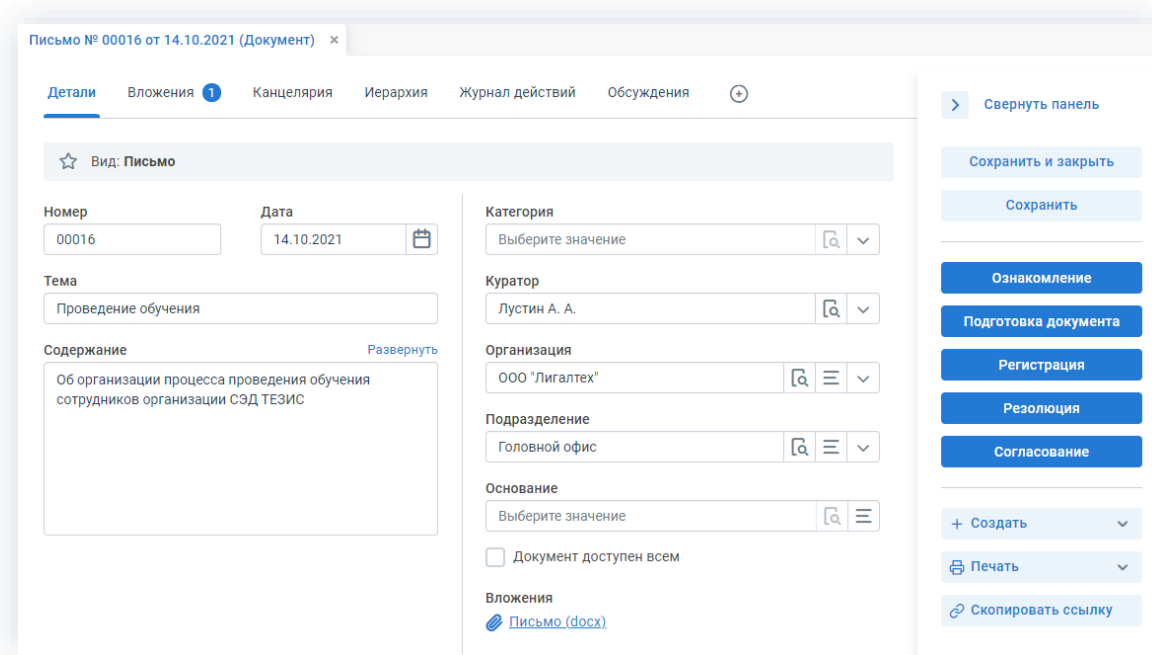 Письмо № 00016 от 14.10.2021 (Документ) ×
Детали Вложения 1 Канцелярия Иерархия Журнал действий Обсуждения
Вид: Письмо
Номер Дата
00016 14.10.2021
Тема
Проведение обучения
Содержание Развернуть
Об организации процесса проведения обучения
сотрудников организации СЭД ТЕЗИС
Категория
Выберите значение
Куратор
Лустин А. А.
Организация
ООО "Лигалтех"
Подразделение
Головной офис
Основание
Выберите значение
Документ доступен всем
Вложения
Письмо (docx)
Свернуть панель
Сохранить и закрыть
Сохранить
Ознакомление
Подготовка документа
Регистрация
Резолюция
Согласование
Создать
Печать
Скопировать ссылку